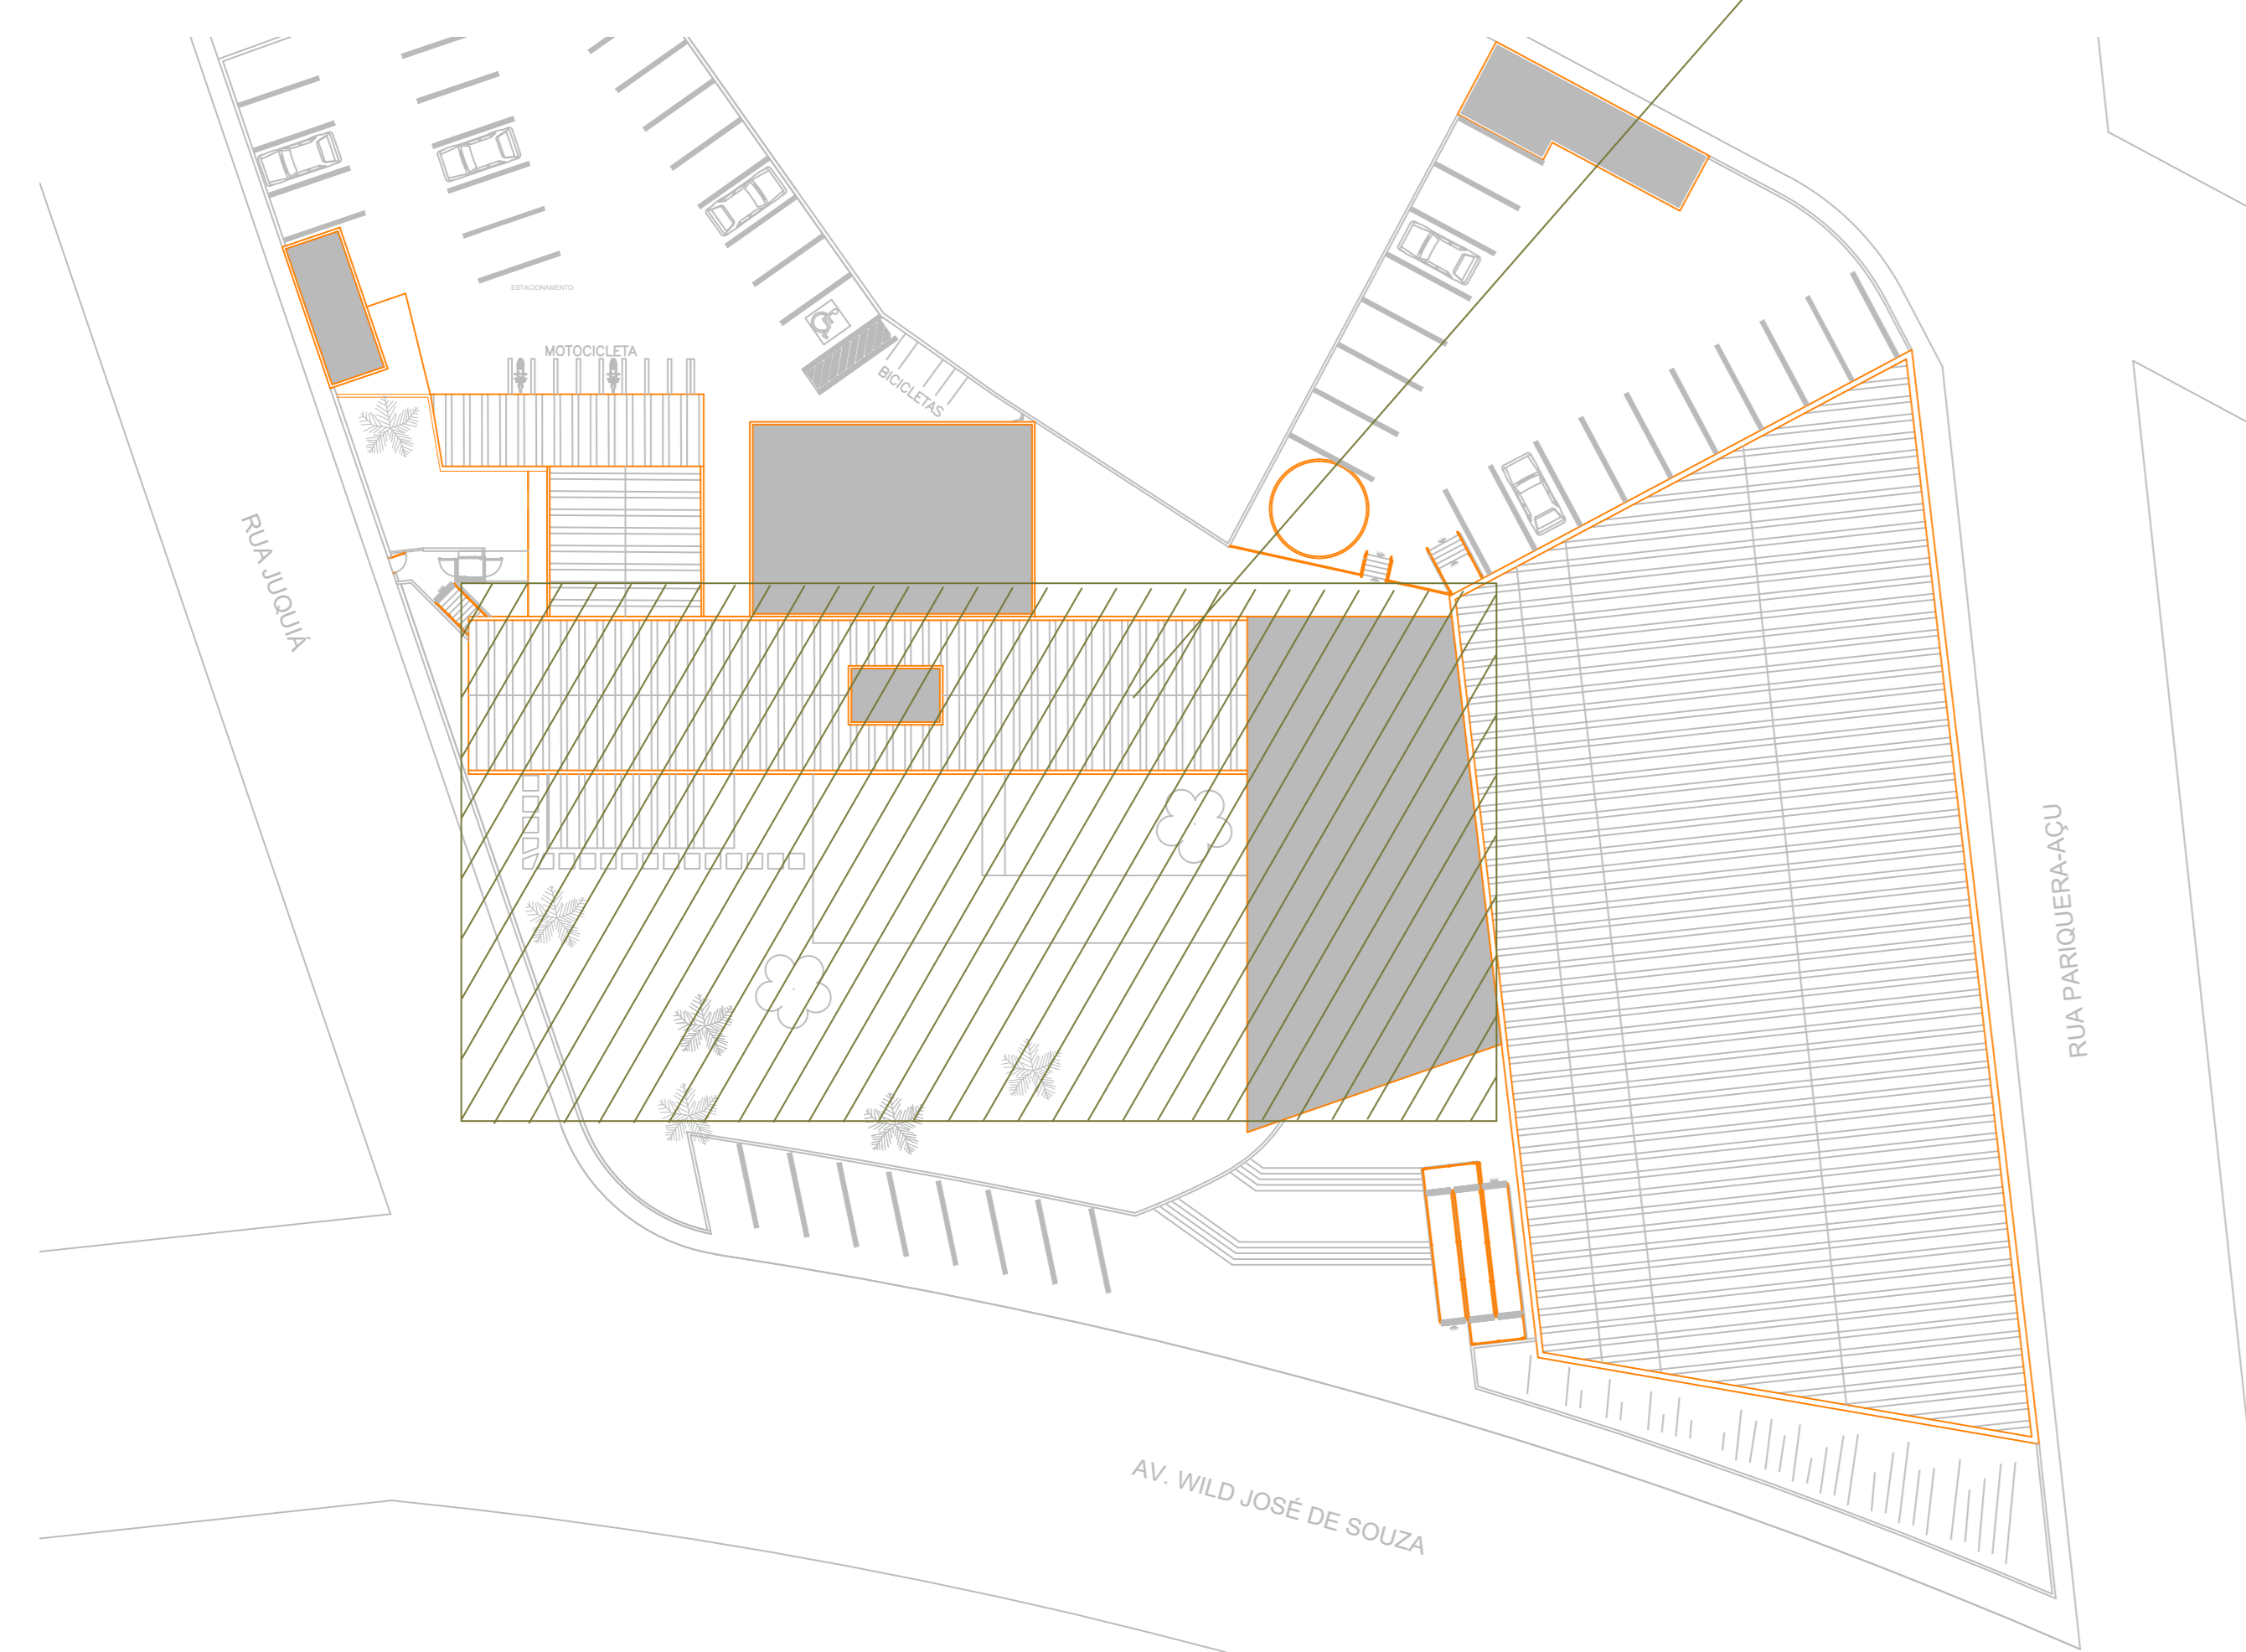 ESTACIONAMENTO
MOTOCICLETA
BICICLETAS
RUA JUQUIÁ
RUA PARIQUERA-AÇU
AV. WILD JOSÉ DE SOUZA